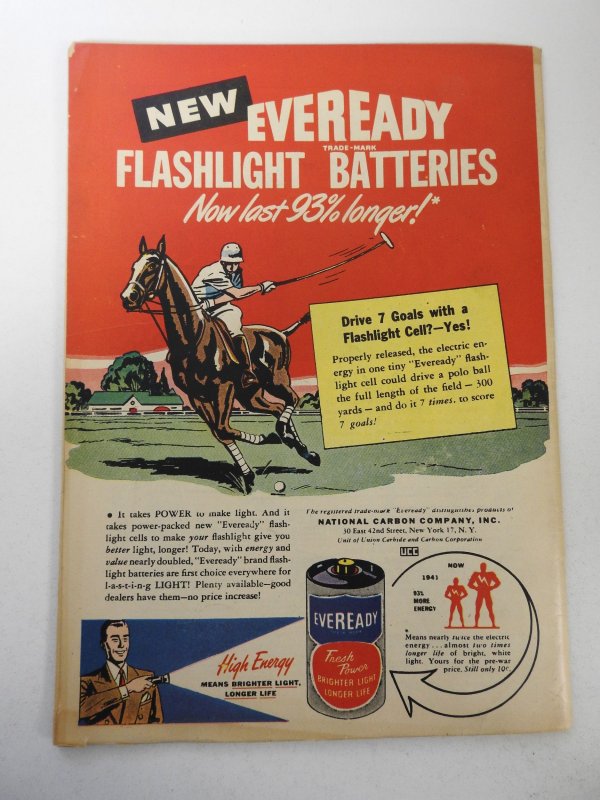 NEW EVEREADY
TRADE-MARK
FLASHLIGHT BATTERIES
Now last 93% longer!*
Drive 7 Goals with a
Flashlight Cell?—Yes!
Properly released, the electric en-
ergy in one tiny "Eveready" flash-
light cell could drive a polo ball
the full length of the field — 300
yards — and do it 7 times, to score
7 goals!
• It takes POWER to make light. And it
takes power-packed new "Eveready" flash-
light cells to make your flashlight give you
better light, longer! Today, with energy and
value nearly doubled, "Eveready" brand flash-
light batteries are first choice everywhere for
l-a-s-t-i-n-g LIGHT! Plenty available—good
dealers have them—no price increase!
The registered trade-mark "Eveready" distinguishes products of
NATIONAL CARBON COMPANY, INC.
30 East 42nd Street, New York 17, N. Y.
Unit of Union Carbide and Carbon Corporation
UCC
High Energy
MEANS BRIGHTER LIGHT,
LONGER LIFE
EVEREADY
TRADE-MARK
Fresh
Power
BRIGHTER LIGHT
LONGER LIFE
NOW
1941
93%
MORE
ENERGY
Means nearly twice the electric
energy . . . almost two times
longer life of bright, white
light. Yours for the pre-war
price. Still only 10¢.